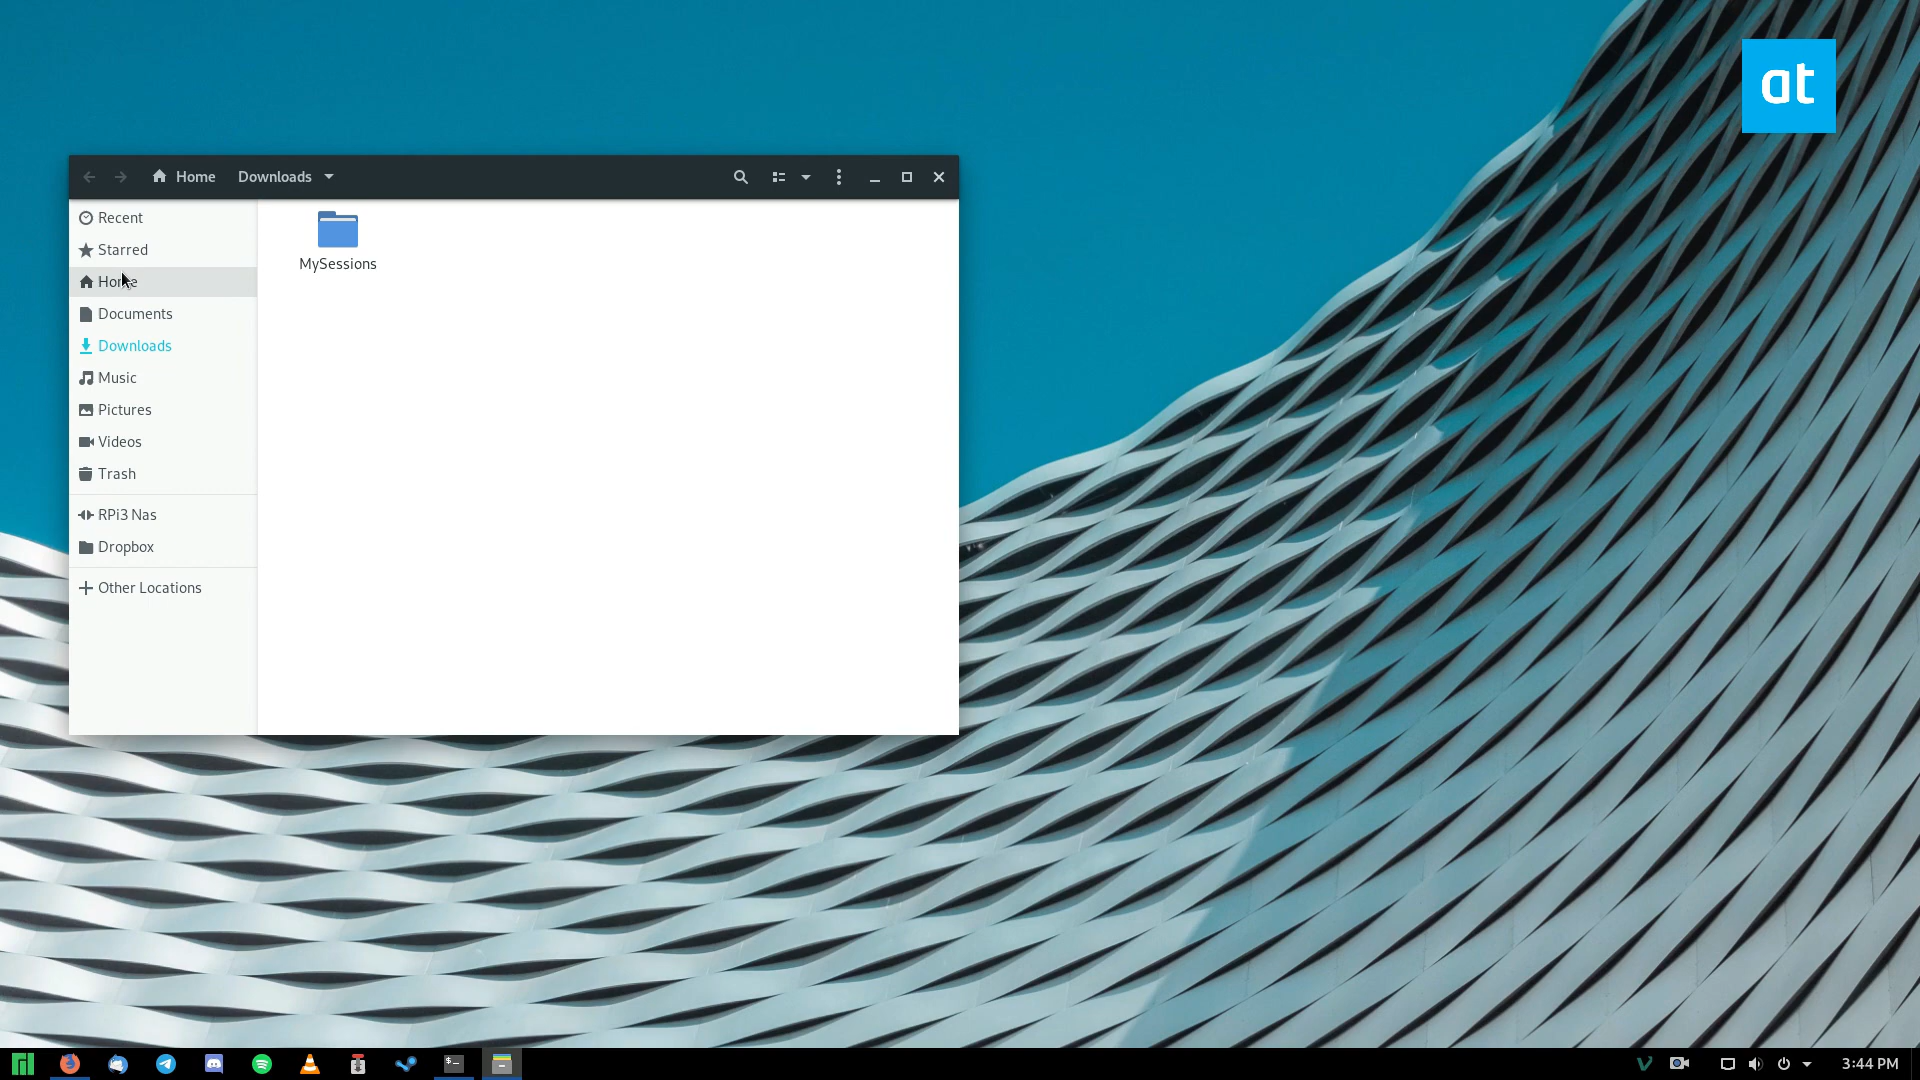 at
Home Downloads
Recent
Starred
Home
MySessions
Documents
Downloads
Music
Pictures
Videos
Trash
RPi3 Nas
Dropbox
Other Locations
3:44 PM